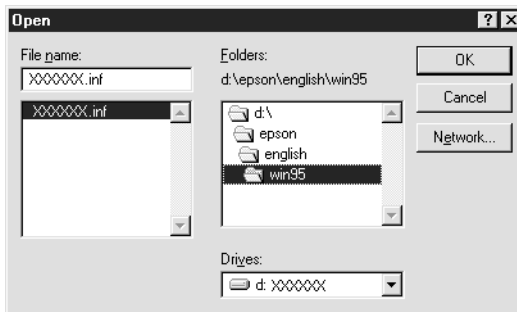 Open
File name:
XXXXXX.inf
XXXXXX.inf
Folders:
d:\epson\english\win95
d:\
epson
english
win95
Drives:
d: XXXXXX
OK
Cancel
Network...